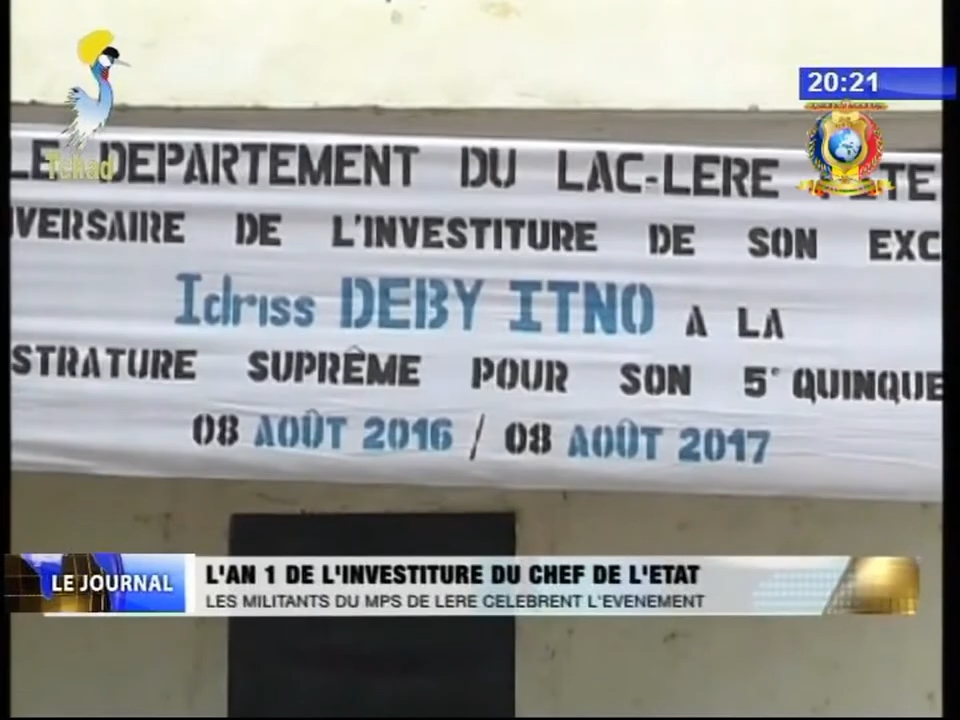 20:21
Tchad
LE DEPARTEMENT DU LAC-LERE
VERSAIRE DE L'INVESTITURE DE SON EXC
Idriss DEBY ITNO A LA
STRATURE SUPRÊME POUR SON 5e QUINQUE
08 AOÛT 2016 / 08 AOÛT 2017
LE JOURNAL
L'AN 1 DE L'INVESTITURE DU CHEF DE L'ETAT
LES MILITANTS DU MPS DE LERE CELEBRENT L'EVENEMENT